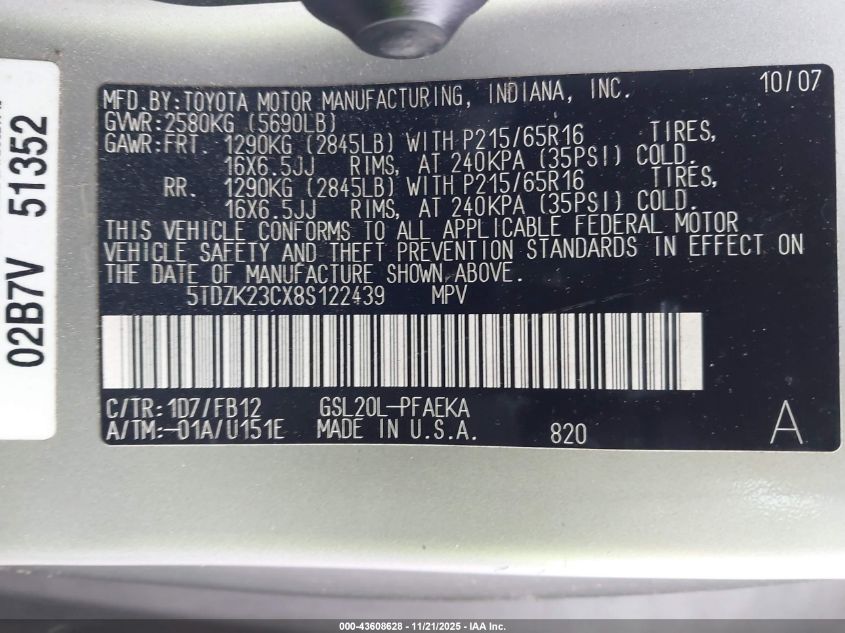 MFD.BY:TOYOTA MOTOR MANUFACTURING, INDIANA, INC. 10/07
GVWR:2580KG (5690LB)
GAWR:FRT. 1290KG (2845LB) WITH P215/65R16 TIRES,
16X6.5JJ RIMS, AT 240KPA (35PSI) COLD.
RR. 1290KG (2845LB) WITH P215/65R16 TIRES,
16X6.5JJ RIMS, AT 240KPA (35PSI) COLD.
THIS VEHICLE CONFORMS TO ALL APPLICABLE FEDERAL MOTOR
VEHICLE SAFETY AND THEFT PREVENTION STANDARDS IN EFFECT ON
THE DATE OF MANUFACTURE SHOWN ABOVE.
5TDZK23CX8S122439 MPV
C/TR:1D7/FB12 GSL20L-PFAEKA
A/TM:-01A/U151E MADE IN U.S.A. 820 A
02B7V 51352
000-43608628 - 11/21/2025 - IAA Inc.